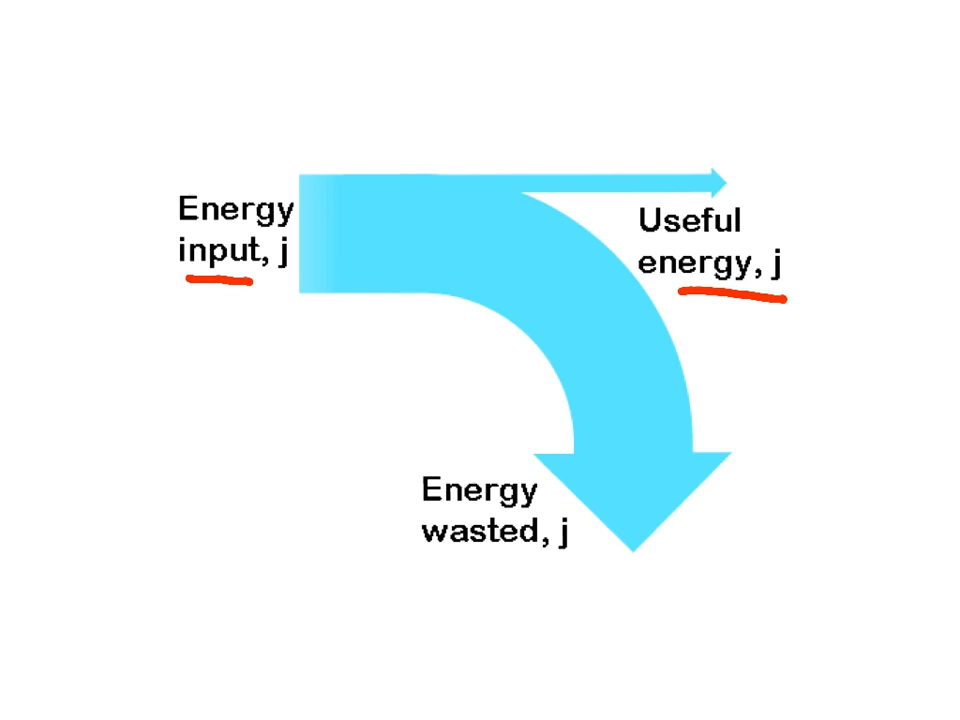 Energy
input, j
Useful
energy, j
Energy
wasted, j